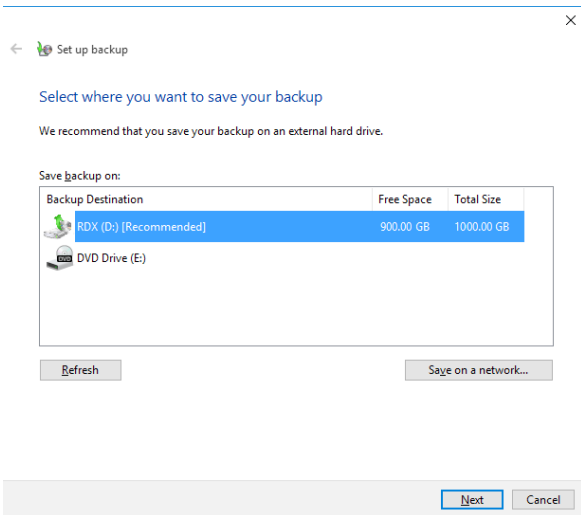 Set up backup
Select where you want to save your backup
We recommend that you save your backup on an external hard drive.
Save backup on:
Backup Destination Free Space Total Size
RDX (D:) [Recommended] 900.00 GB 1000.00 GB
DVD Drive (E:)
Refresh Save on a network...
Next Cancel